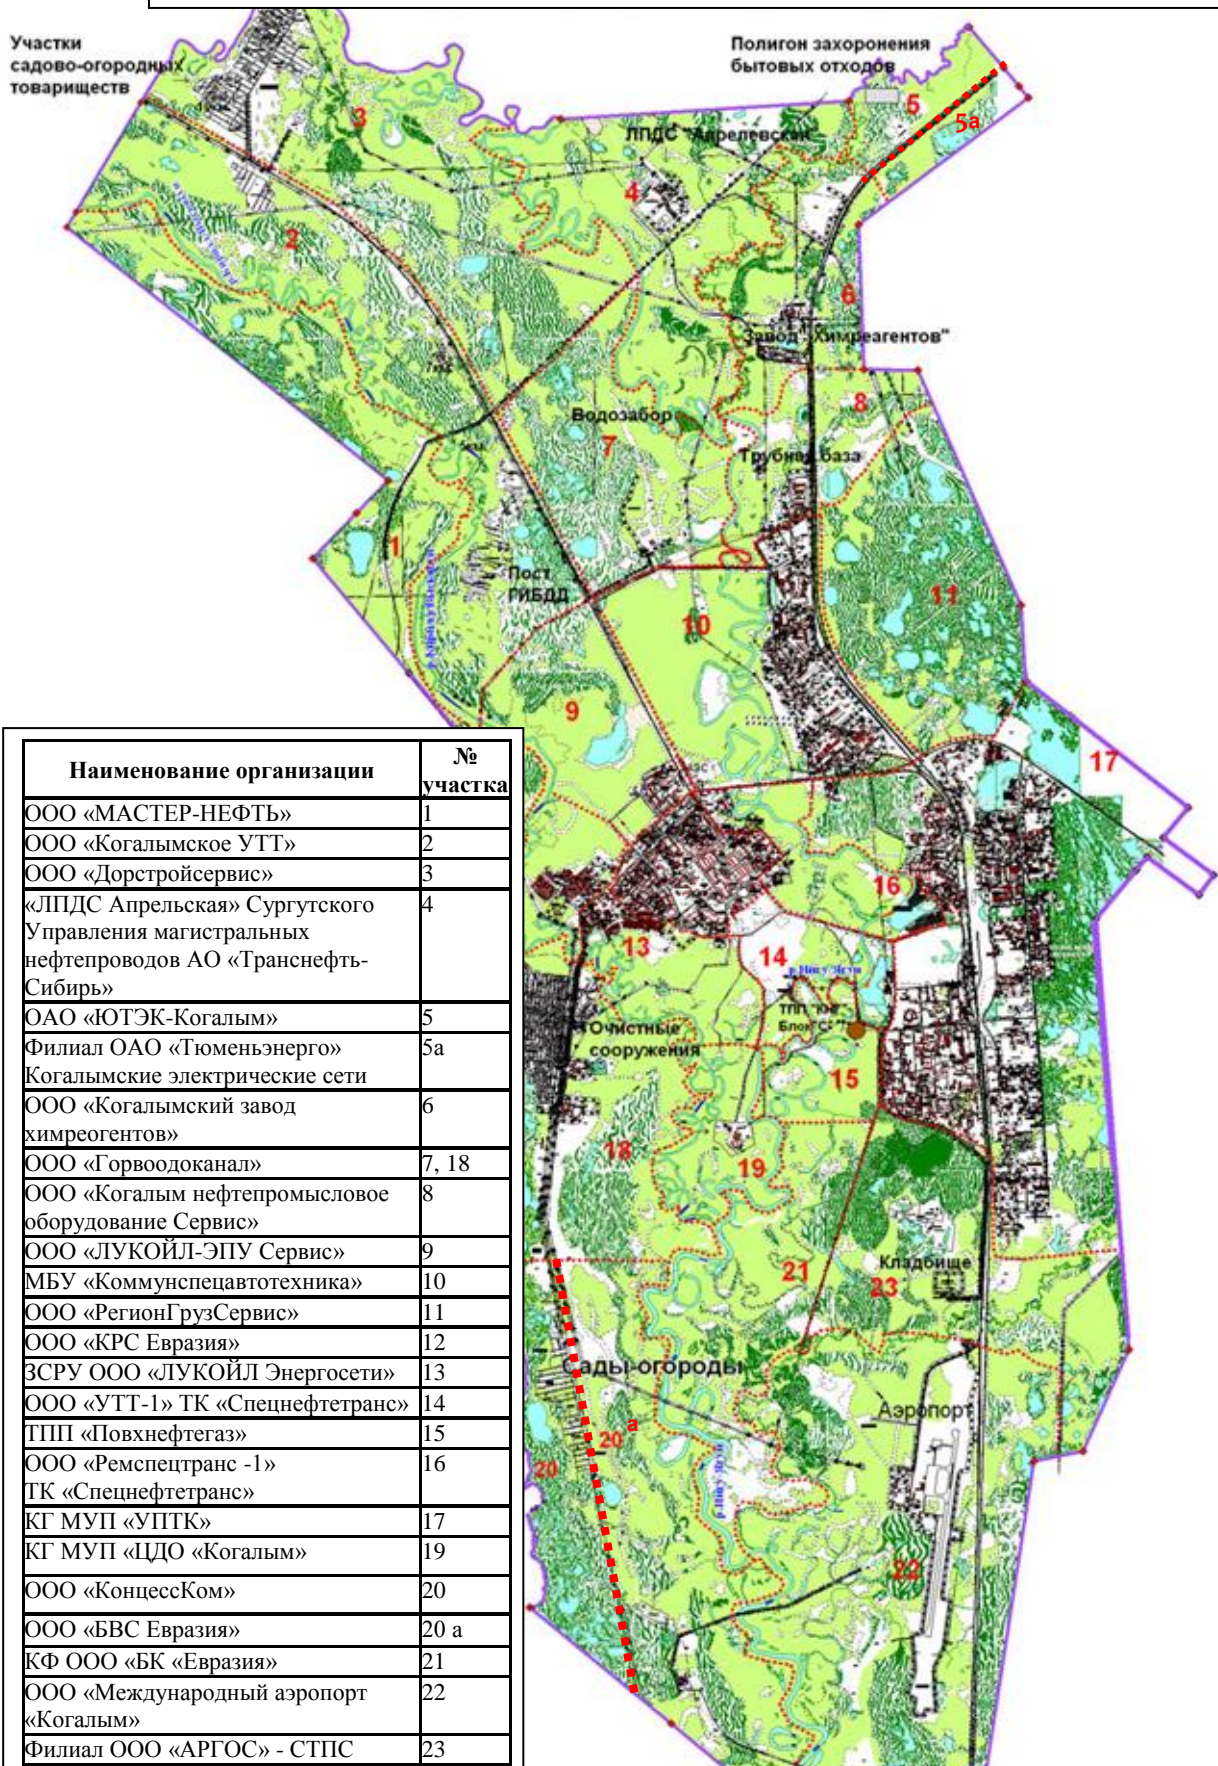 Участки
садово-огородных
товариществ
Полигон захоронения
бытовых отходов
5
5а
3
ЛПДС "Апрелевская
4
2
6
Завод "Химреагентов"
8
Водозабор
7
Трубная база
1
Пост
ГИБДД
11
10
9
17
16
13
14
р.Ингу-Ягун
Очистные
сооружения
15
18
19
21
Кладбище
23
Сады-огороды
Аэропорт
20 а
20
р.Ингу-Ягун
22
Наименование организации
№
участка
ООО «МАСТЕР-НЕФТЬ» 1
ООО «Когалымское УТТ» 2
ООО «Дорстройсервис» 3
«ЛПДС Апрельская» Сургутского 4
Управления магистральных
нефтепроводов АО «Транснефть-
Сибирь»
ОАО «ЮТЭК-Когалым» 5
Филиал ОАО «Тюменьэнерго» 5а
Когалымские электрические сети
ООО «Когалымский завод 6
химреогентов»
ООО «Горвоодоканал» 7, 18
ООО «Когалым нефтепромысловое 8
оборудование Сервис»
ООО «ЛУКОЙЛ-ЭПУ Сервис» 9
МБУ «Коммунспецавтотехника» 10
ООО «РегионГрузСервис» 11
ООО «КРС Евразия» 12
ЗСРУ ООО «ЛУКОЙЛ Энергосети» 13
ООО «УТТ-1» ТК «Спецнефтетранс» 14
ТПП «Повхнефтегаз» 15
ООО «Ремспецтранс -1» 16
ТК «Спецнефтетранс»
КГ МУП «УПТК» 17
КГ МУП «ЦДО «Когалым» 19
ООО «КонцессКом» 20
ООО «БВС Евразия» 20 а
КФ ООО «БК «Евразия» 21
ООО «Международный аэропорт 22
«Когалым»
Филиал ООО «АРГОС» - СТПС 23